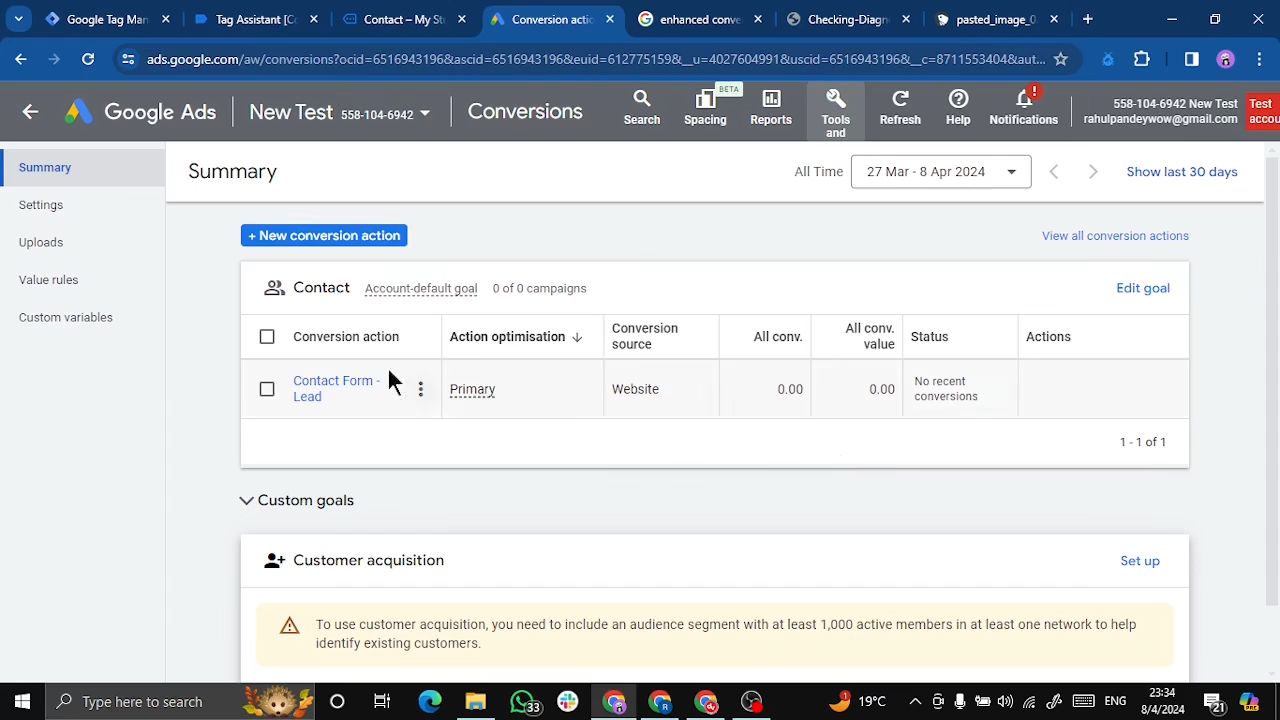 Google Tag Man
Tag Assistant [Co
Contact – My St
Conversion actio
enhanced conve
Checking-Diagn
pasted_image_0.
ads.google.com/aw/conversions?ocid=6516943196&ascid=6516943196&euid=612775159&__u=4027604991&uscid=6516943196&__c=8711553404&aut...
Google Ads
New Test 558-104-6942
Conversions
Search
Spacing
BETA
Reports
Tools
and
Refresh
Help
Notifications
!
558-104-6942 New Test
rahulpandeywow@gmail.com
Test
accou
Summary
Settings
Uploads
Value rules
Custom variables
Summary
All Time
27 Mar - 8 Apr 2024
Show last 30 days
+ New conversion action
View all conversion actions
Contact
Account-default goal
0 of 0 campaigns
Edit goal
Conversion action
Action optimisation
Conversion
source
All conv.
All conv.
value
Status
Actions
Contact Form -
Lead
Primary
Website
0.00
0.00
No recent
conversions
1 - 1 of 1
Custom goals
Customer acquisition
Set up
To use customer acquisition, you need to include an audience segment with at least 1,000 active members in at least one network to help
identify existing customers.
Type here to search
33
1
19°C
ENG
23:34
8/4/2024
21